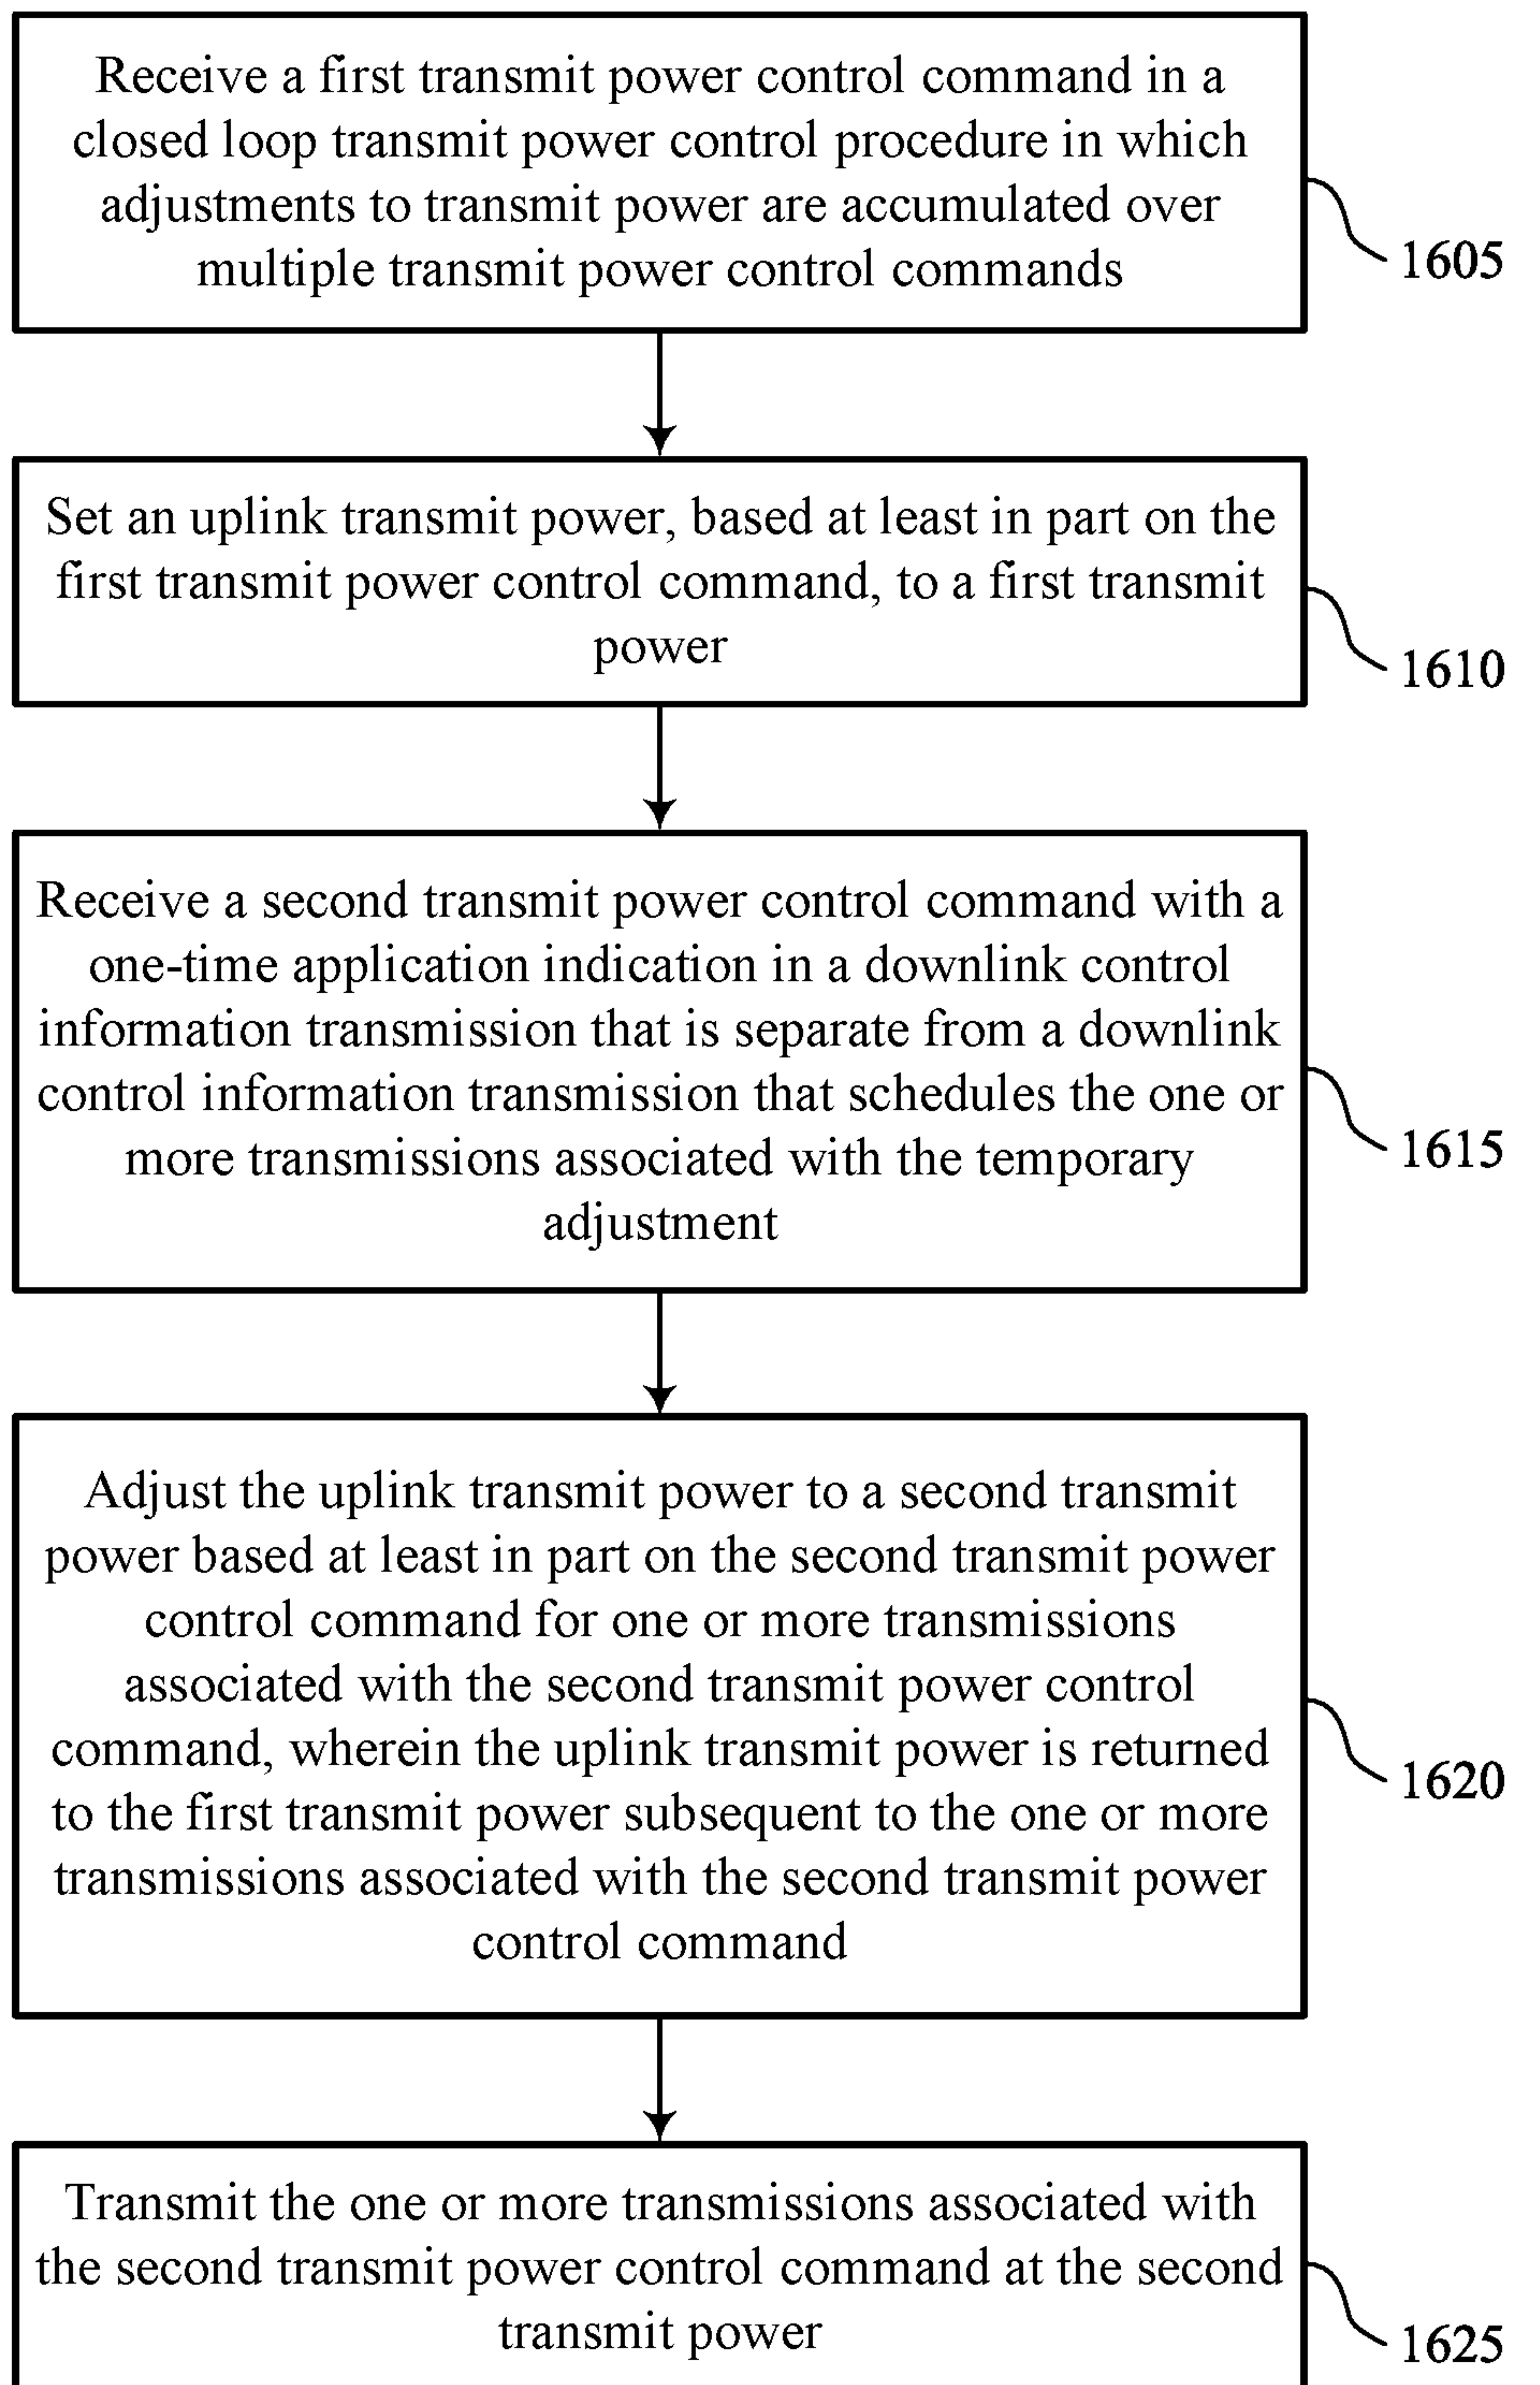 Receive a first transmit power control command in a
closed loop transmit power control procedure in which
adjustments to transmit power are accumulated over
multiple transmit power control commands
1605
Set an uplink transmit power, based at least in part on the
first transmit power control command, to a first transmit
power
1610
Receive a second transmit power control command with a
one-time application indication in a downlink control
information transmission that is separate from a downlink
control information transmission that schedules the one or
more transmissions associated with the temporary
adjustment
1615
Adjust the uplink transmit power to a second transmit
power based at least in part on the second transmit power
control command for one or more transmissions
associated with the second transmit power control
command, wherein the uplink transmit power is returned
to the first transmit power subsequent to the one or more
transmissions associated with the second transmit power
control command
1620
Transmit the one or more transmissions associated with
the second transmit power control command at the second
transmit power
1625